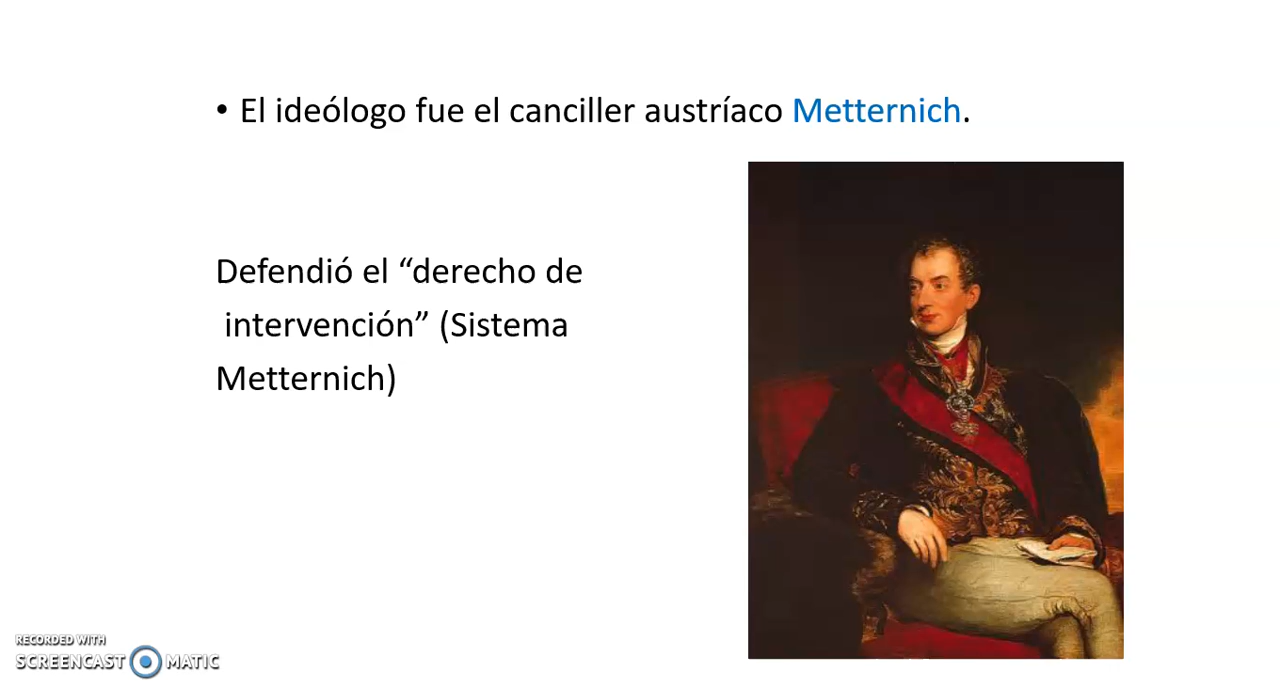 • El ideólogo fue el canciller austríaco Metternich.
Defendió el “derecho de
intervención” (Sistema
Metternich)
RECORDED WITH
SCREENCAST MATIC